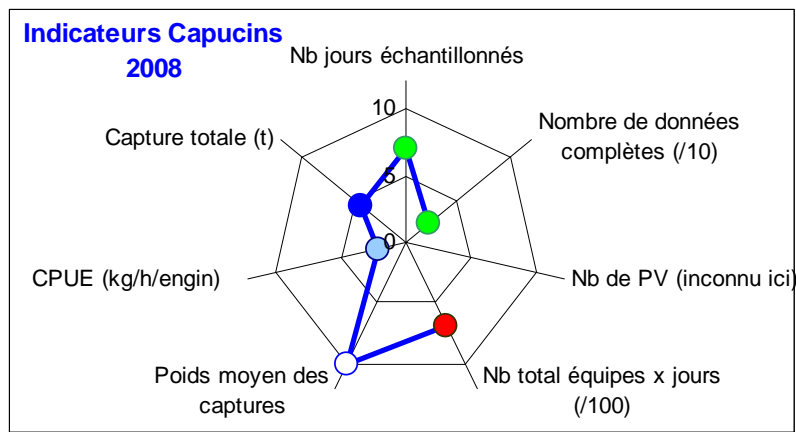 Indicateurs Capucins
2008
Nb jours échantillonnés
Nombre de données
complètes (/10)
Capture totale (t)
10
5
0
CPUE (kg/h/engin)
Nb de PV (inconnu ici)
Poids moyen des
captures
Nb total équipes x jours
(/100)